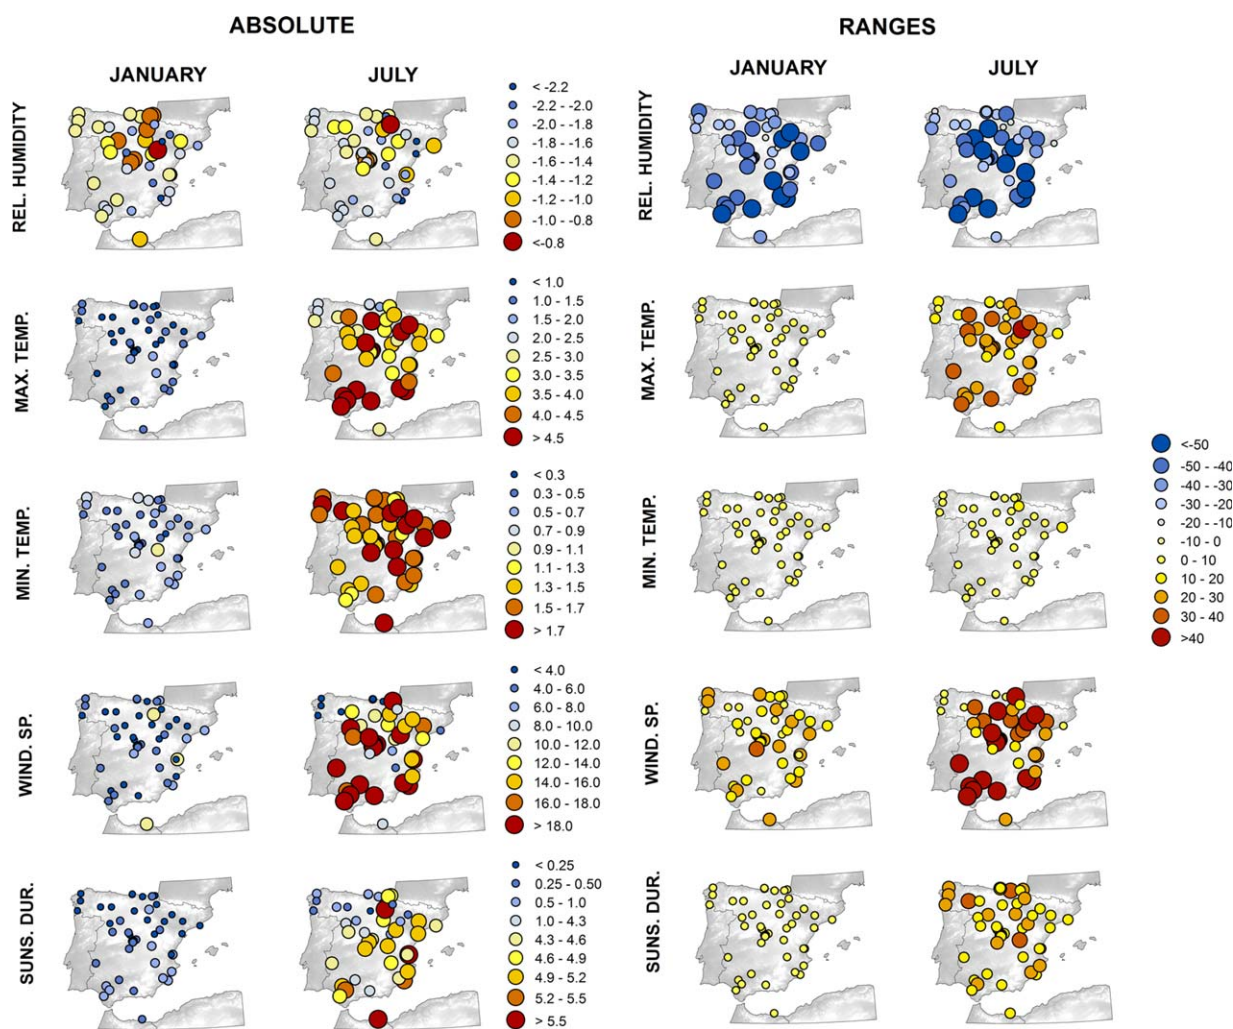 ABSOLUTE
RANGES
JANUARY
JULY
JANUARY
JULY
REL. HUMIDITY
< -2.2
-2.2 - -2.0
-2.0 - -1.8
-1.8 - -1.6
-1.6 - -1.4
-1.4 - -1.2
-1.2 - -1.0
-1.0 - -0.8
<-0.8
REL. HUMIDITY
MAX. TEMP.
< 1.0
1.0 - 1.5
1.5 - 2.0
2.0 - 2.5
2.5 - 3.0
3.0 - 3.5
3.5 - 4.0
4.0 - 4.5
> 4.5
MAX. TEMP.
MIN. TEMP.
< 0.3
0.3 - 0.5
0.5 - 0.7
0.7 - 0.9
0.9 - 1.1
1.1 - 1.3
1.3 - 1.5
1.5 - 1.7
> 1.7
MIN. TEMP.
<-50
-50 - -40
-40 - -30
-30 - -20
-20 - -10
-10 - 0
0 - 10
10 - 20
20 - 30
30 - 40
>40
WIND. SP.
< 4.0
4.0 - 6.0
6.0 - 8.0
8.0 - 10.0
10.0 - 12.0
12.0 - 14.0
14.0 - 16.0
16.0 - 18.0
> 18.0
WIND. SP.
SUNS. DUR.
< 0.25
0.25 - 0.50
0.5 - 1.0
1.0 - 4.3
4.3 - 4.6
4.6 - 4.9
4.9 - 5.2
5.2 - 5.5
> 5.5
SUNS. DUR.